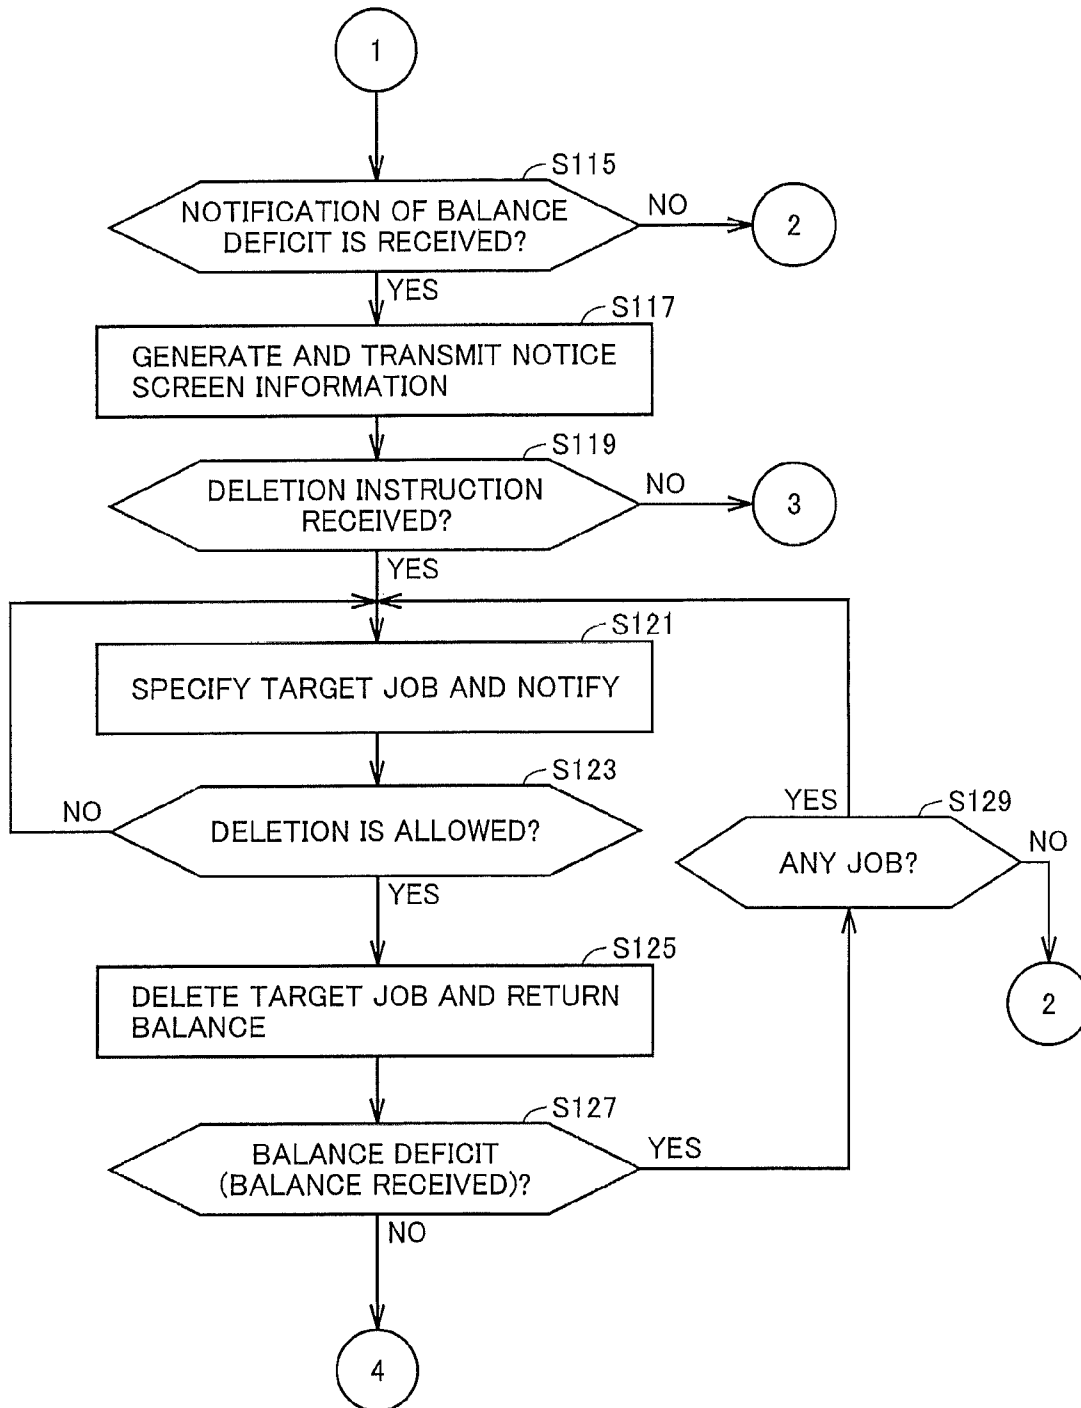 1
S115
NOTIFICATION OF BALANCE
DEFICIT IS RECEIVED?
NO
2
YES
S117
GENERATE AND TRANSMIT NOTICE
SCREEN INFORMATION
S119
DELETION INSTRUCTION
RECEIVED?
NO
3
YES
S121
SPECIFY TARGET JOB AND NOTIFY
S123
DELETION IS ALLOWED?
NO
YES
S129
ANY JOB?
YES
NO
2
S125
DELETE TARGET JOB AND RETURN
BALANCE
S127
BALANCE DEFICIT
(BALANCE RECEIVED)?
YES
NO
4